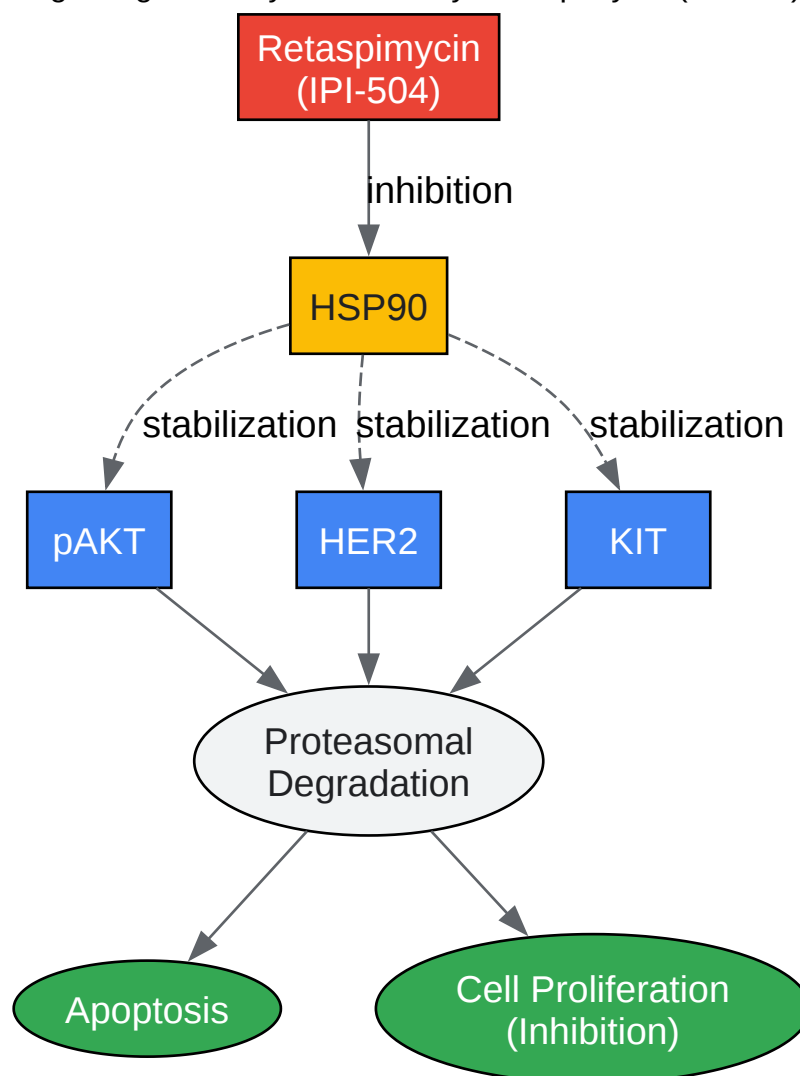 Retaspimycin
(IPI-504)
inhibition
HSP90
stabilization stabilization stabilization
pAKT HER2 KIT
Proteasomal
Degradation
Apoptosis
Cell Proliferation
(Inhibition)